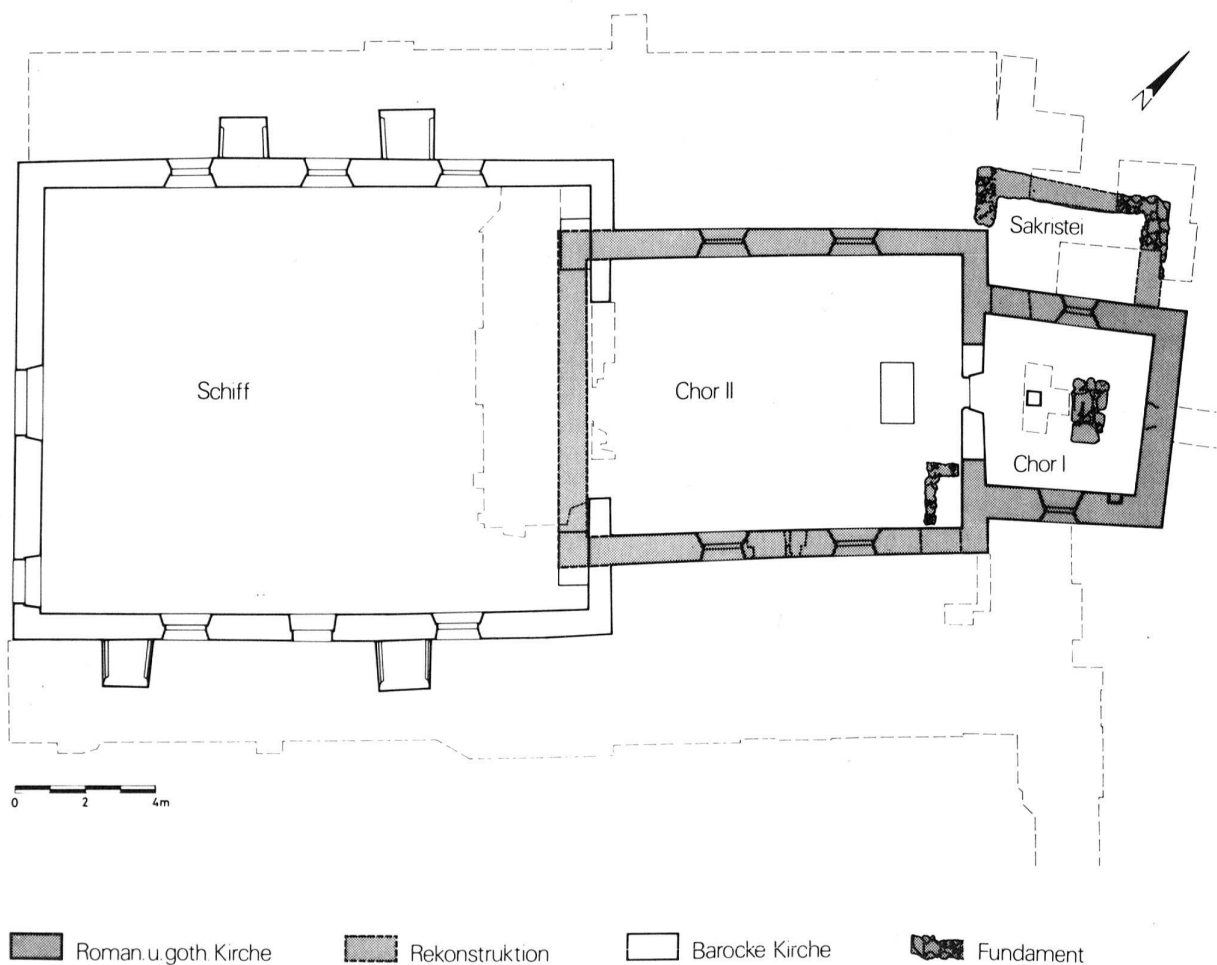 N
Sakristei
Schiff
Chor II
Chor I
0 2 4m
Roman. u. goth. Kirche
Rekonstruktion
Barocke Kirche
Fundament